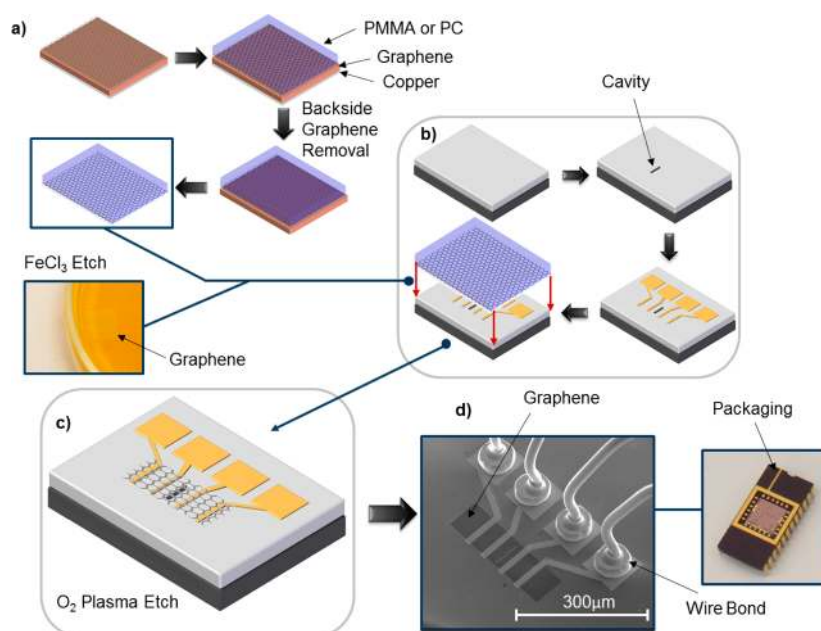 a)
PMMA or PC
Graphene
Copper
Backside
Graphene
Removal
b)
Cavity
FeCl₃ Etch
Graphene
c)
O₂ Plasma Etch
d)
Graphene
Packaging
300µm
Wire Bond